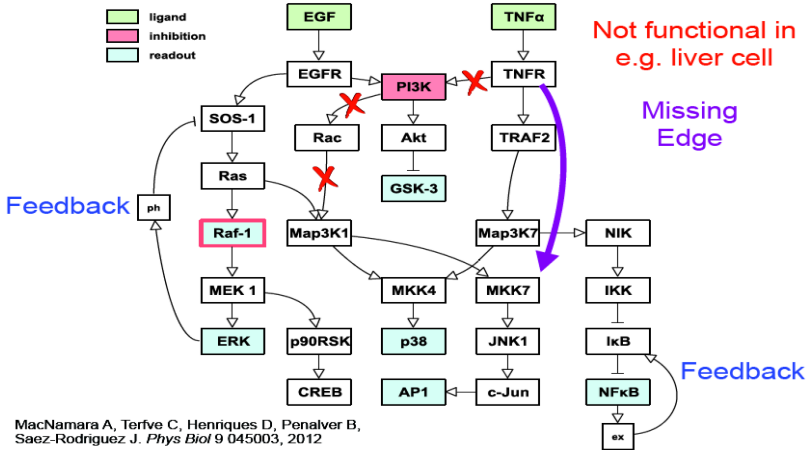 ligand
inhibition
readout
EGF
TNFα
Not functional in
e.g. liver cell
EGFR
PI3K
TNFR
Missing
Edge
SOS-1
Rac
Akt
TRAF2
Ras
GSK-3
Feedback
ph
Raf-1
Map3K1
Map3K7
NIK
MEK 1
MKK4
MKK7
IKK
ERK
p90RSK
p38
JNK1
IκB
Feedback
CREB
AP1
c-Jun
NFκB
ex
MacNamara A, Terfve C, Henriques D, Penalver B,
Saez-Rodriguez J. Phys Biol 9 045003, 2012